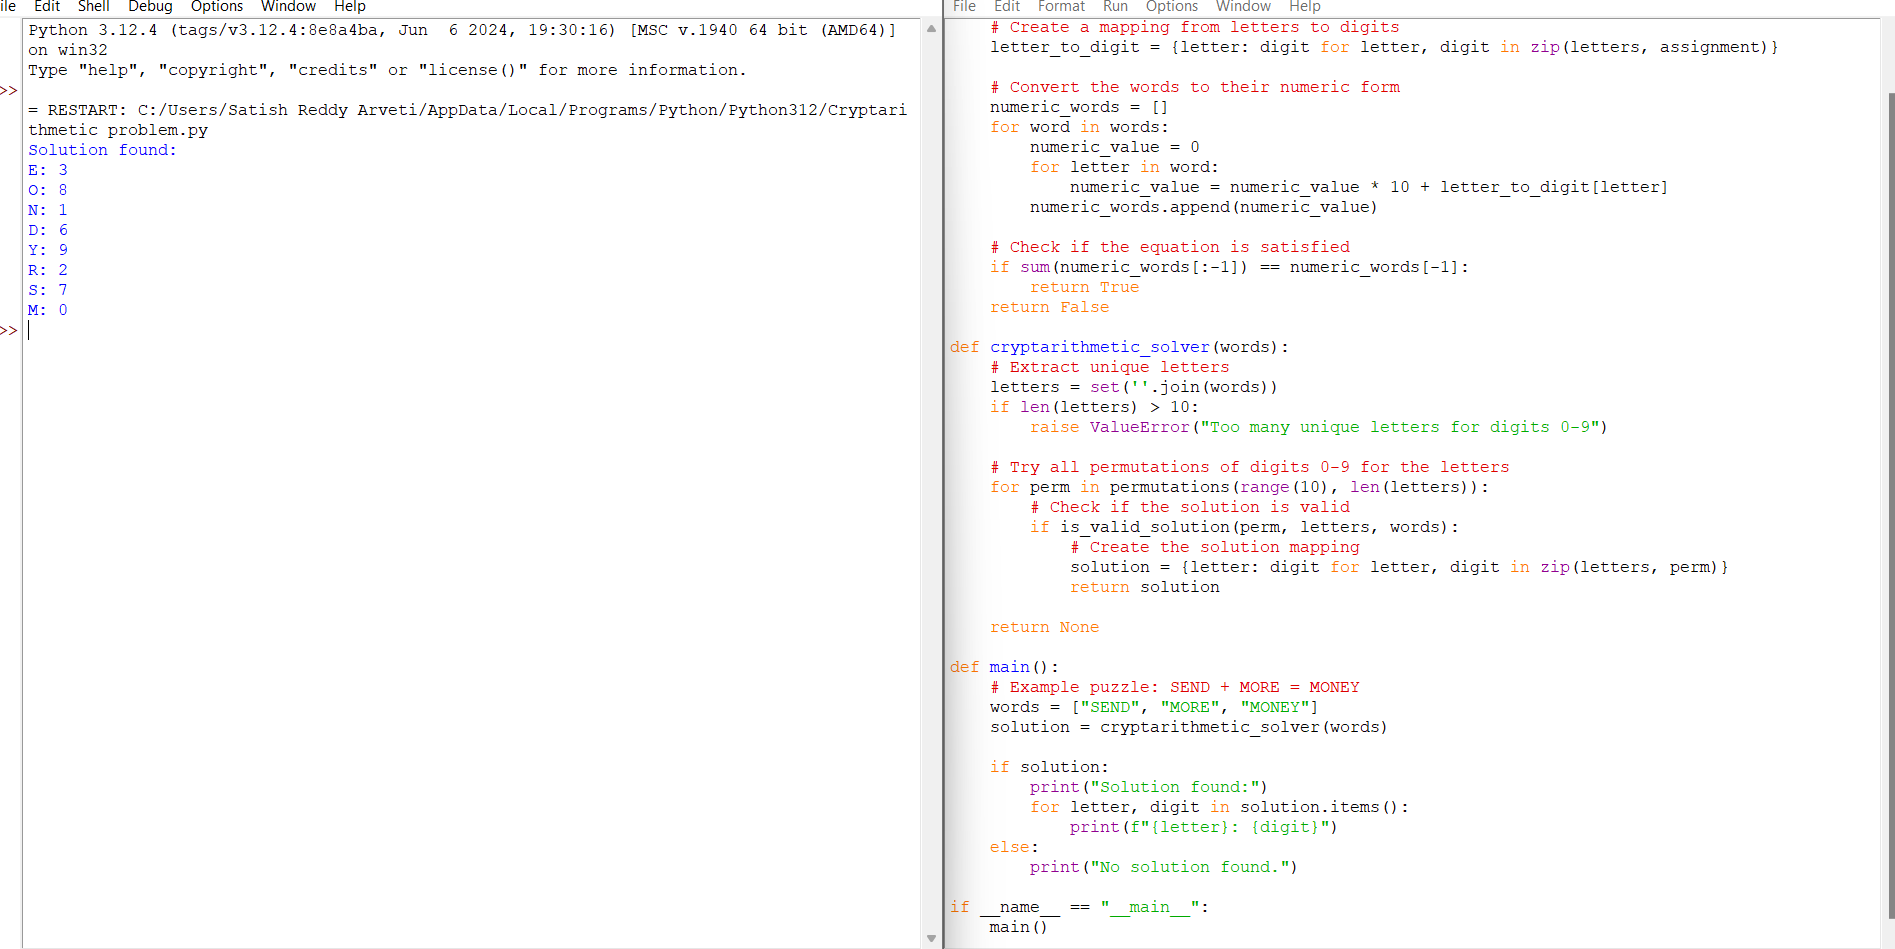 ile Edit Shell Debug Options Window Help
Python 3.12.4 (tags/v3.12.4:8e8a4ba, Jun  6 2024, 19:30:16) [MSC v.1940 64 bit (AMD64)]
on win32
Type "help", "copyright", "credits" or "license()" for more information.
>>
= RESTART: C:/Users/Satish Reddy Arveti/AppData/Local/Programs/Python/Python312/Cryptari
thmetic problem.py
Solution found:
E: 3
O: 8
N: 1
D: 6
Y: 9
R: 2
S: 7
M: 0
>>
File Edit Format Run Options Window Help
    # Create a mapping from letters to digits
    letter_to_digit = {letter: digit for letter, digit in zip(letters, assignment)}
    # Convert the words to their numeric form
    numeric_words = []
    for word in words:
        numeric_value = 0
        for letter in word:
            numeric_value = numeric_value * 10 + letter_to_digit[letter]
        numeric_words.append(numeric_value)
    # Check if the equation is satisfied
    if sum(numeric_words[:-1]) == numeric_words[-1]:
        return True
    return False
def cryptarithmetic_solver(words):
    # Extract unique letters
    letters = set(''.join(words))
    if len(letters) > 10:
        raise ValueError("Too many unique letters for digits 0-9")
    # Try all permutations of digits 0-9 for the letters
    for perm in permutations(range(10), len(letters)):
        # Check if the solution is valid
        if is_valid_solution(perm, letters, words):
            # Create the solution mapping
            solution = {letter: digit for letter, digit in zip(letters, perm)}
            return solution
    return None
def main():
    # Example puzzle: SEND + MORE = MONEY
    words = ["SEND", "MORE", "MONEY"]
    solution = cryptarithmetic_solver(words)
    if solution:
        print("Solution found:")
        for letter, digit in solution.items():
            print(f"{letter}: {digit}")
    else:
        print("No solution found.")
if __name__ == "__main__":
    main()